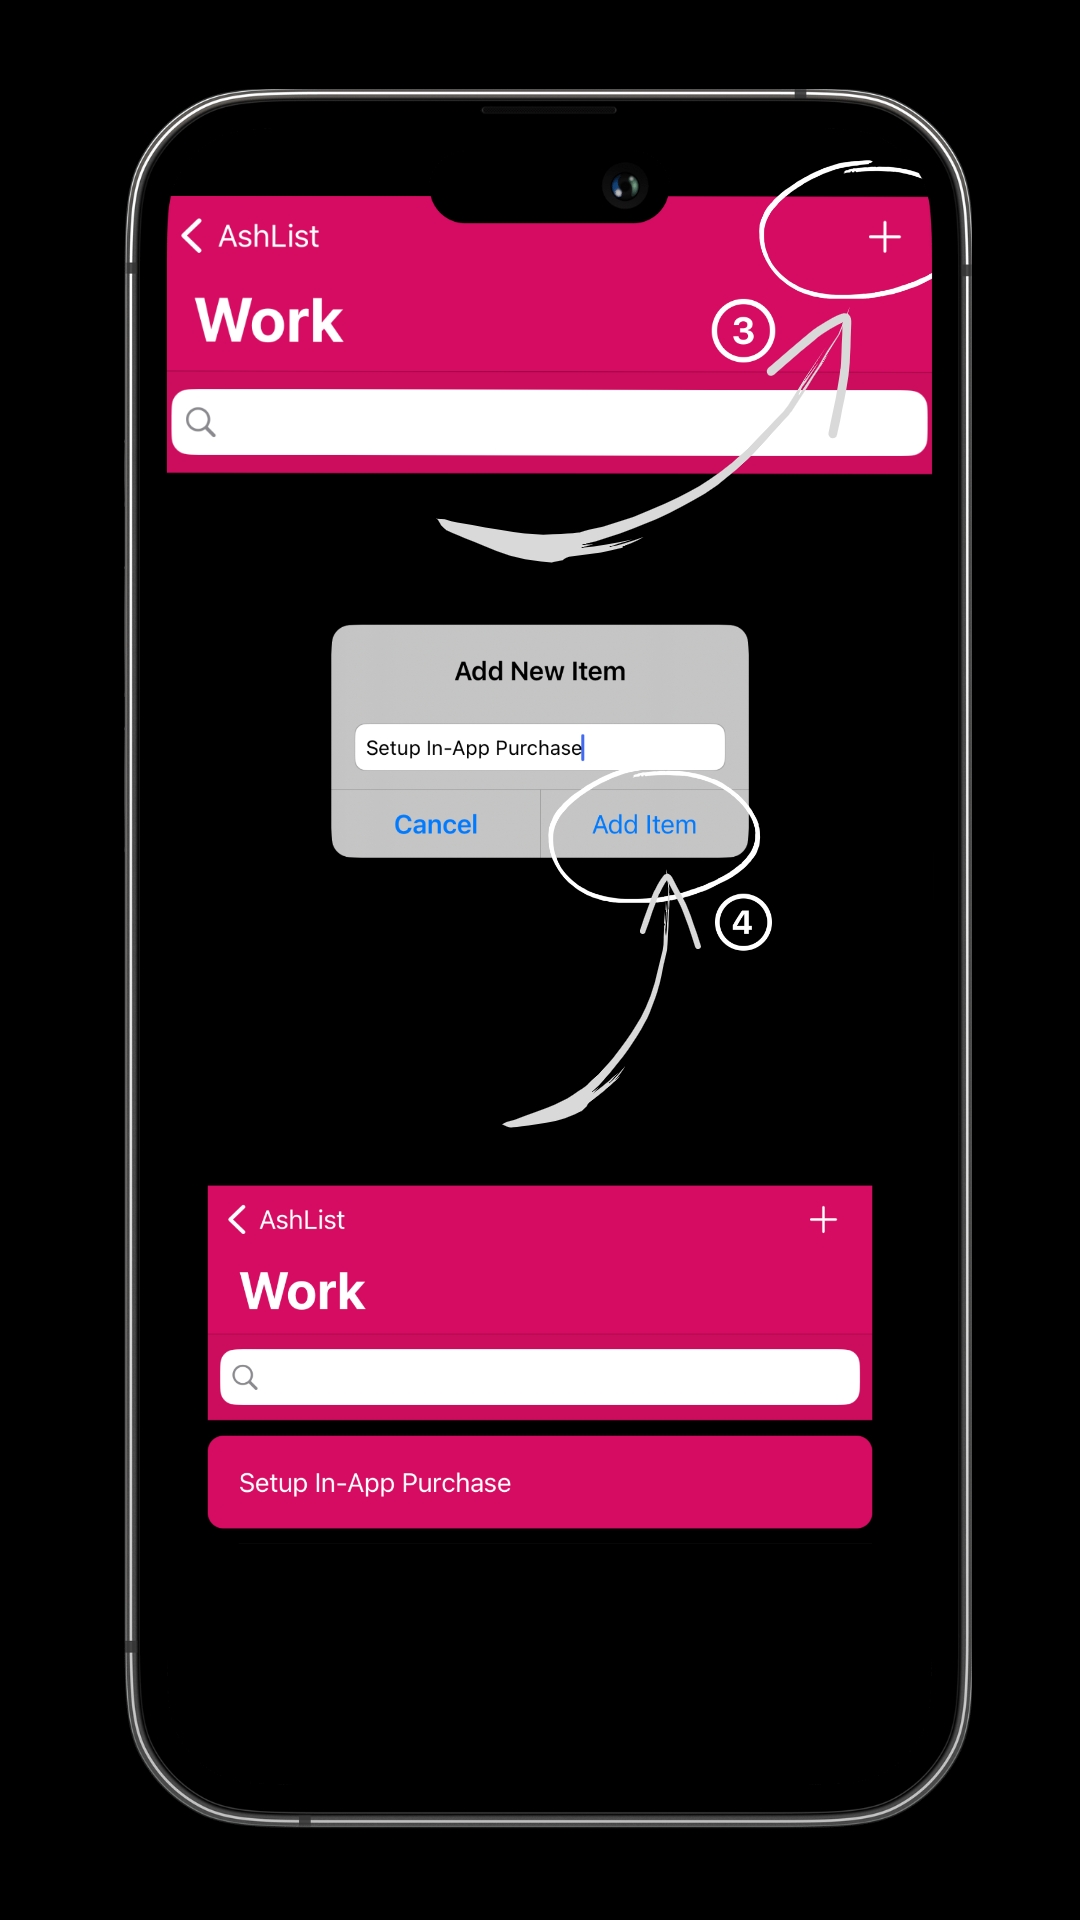 AshList
Work
3
Add New Item
Setup In-App Purchase
Cancel
Add Item
4
AshList
Work
Setup In-App Purchase